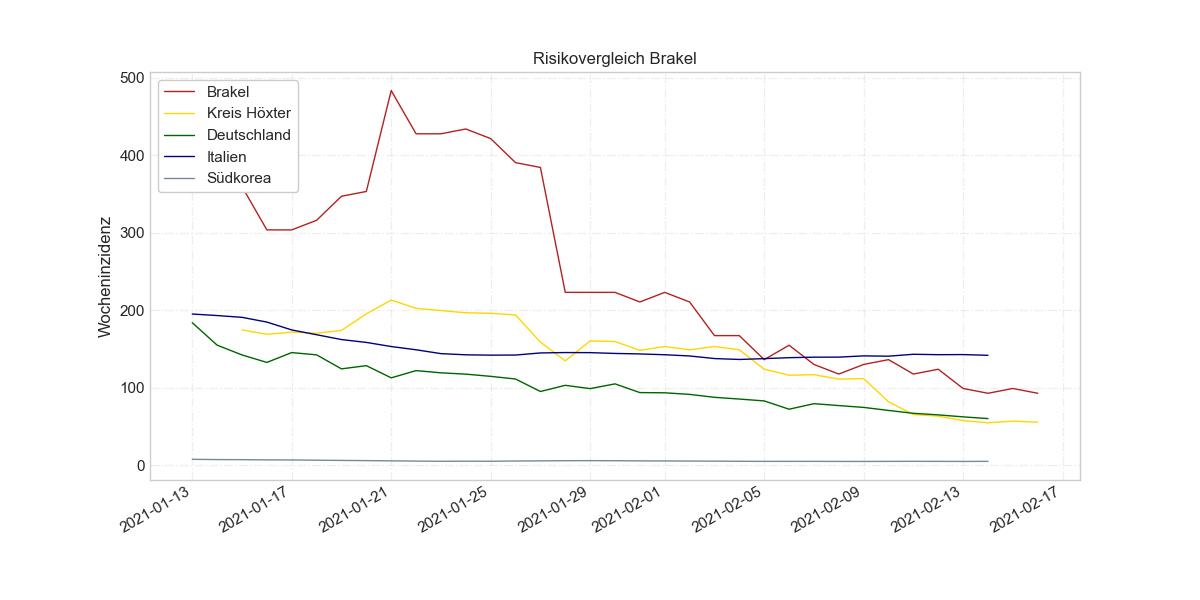 Risikovergleich Brakel
500
400
300
200
100
0
Wocheninzidenz
Brakel
Kreis Höxter
Deutschland
Italien
Südkorea
2021-01-13
2021-01-17
2021-01-21
2021-01-25
2021-01-29
2021-02-01
2021-02-05
2021-02-09
2021-02-13
2021-02-17